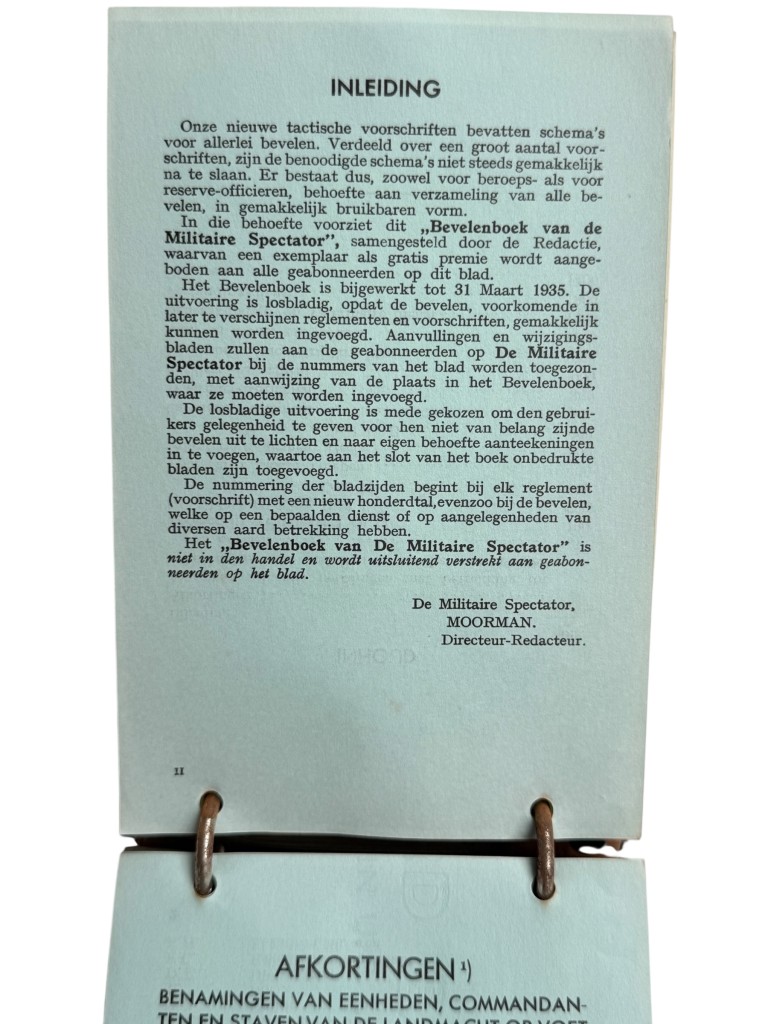 INLEIDING
Onze nieuwe tactische voorschriften bevatten schema's
voor allerlei bevelen. Verdeeld over een groot aantal voor-
schriften, zijn de benoodigde schema's niet steeds gemakkelijk
na te slaan. Er bestaat dus, zoowel voor beroeps- als voor
reserve-officieren, behoefte aan verzameling van alle be-
velen, in gemakkelijk bruikbaren vorm.
In die behoefte voorziet dit „Bevelenboek van de
Militaire Spectator”, samengesteld door de Redactie,
waarvan een exemplaar als gratis premie wordt aange-
boden aan alle geabonneerden op dit blad.
Het Bevelenboek is bijgewerkt tot 31 Maart 1935. De
uitvoering is losbladig, opdat de bevelen, voorkomende in
later te verschijnen reglementen en voorschriften, gemakkelijk
kunnen worden ingevoegd. Aanvullingen en wijzigings-
bladen zullen aan de geabonneerden op De Militaire
Spectator bij de nummers van het blad worden toegezon-
den, met aanwijzing van de plaats in het Bevelenboek,
waar ze moeten worden ingevoegd.
De losbladige uitvoering is mede gekozen om den gebrui-
kers gelegenheid te geven voor hen niet van belang zijnde
bevelen uit te lichten en naar eigen behoefte aanteekeningen
in te voegen, waartoe aan het slot van het boek onbedrukte
bladen zijn toegevoegd.
De nummering der bladzijden begint bij elk reglement
(voorschrift) met een nieuw honderdtal, evenzoo bij de bevelen,
welke op een bepaalden dienst of op aangelegenheden van
diversen aard betrekking hebben.
Het „Bevelenboek van De Militaire Spectator” is
niet in den handel en wordt uitsluitend verstrekt aan geabon-
neerden op het blad.
De Militaire Spectator,
MOORMAN.
Directeur-Redacteur.
II
AFKORTINGEN ¹)
BENAMINGEN VAN EENHEDEN, COMMANDAN-
TEN EN STAVEN VAN DE LANDMACHT OP VOET